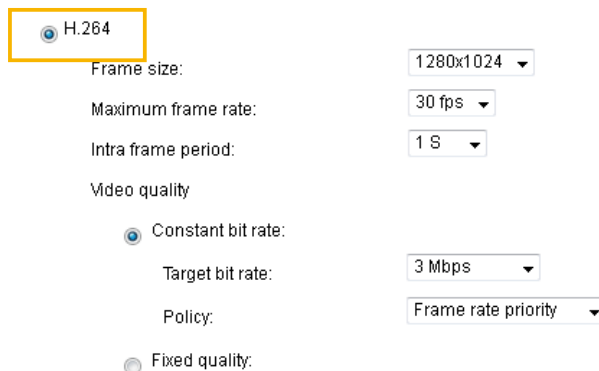 H.264
Frame size: 1280x1024
Maximum frame rate: 30 fps
Intra frame period: 1 S
Video quality
Constant bit rate:
Target bit rate: 3 Mbps
Policy: Frame rate priority
Fixed quality: